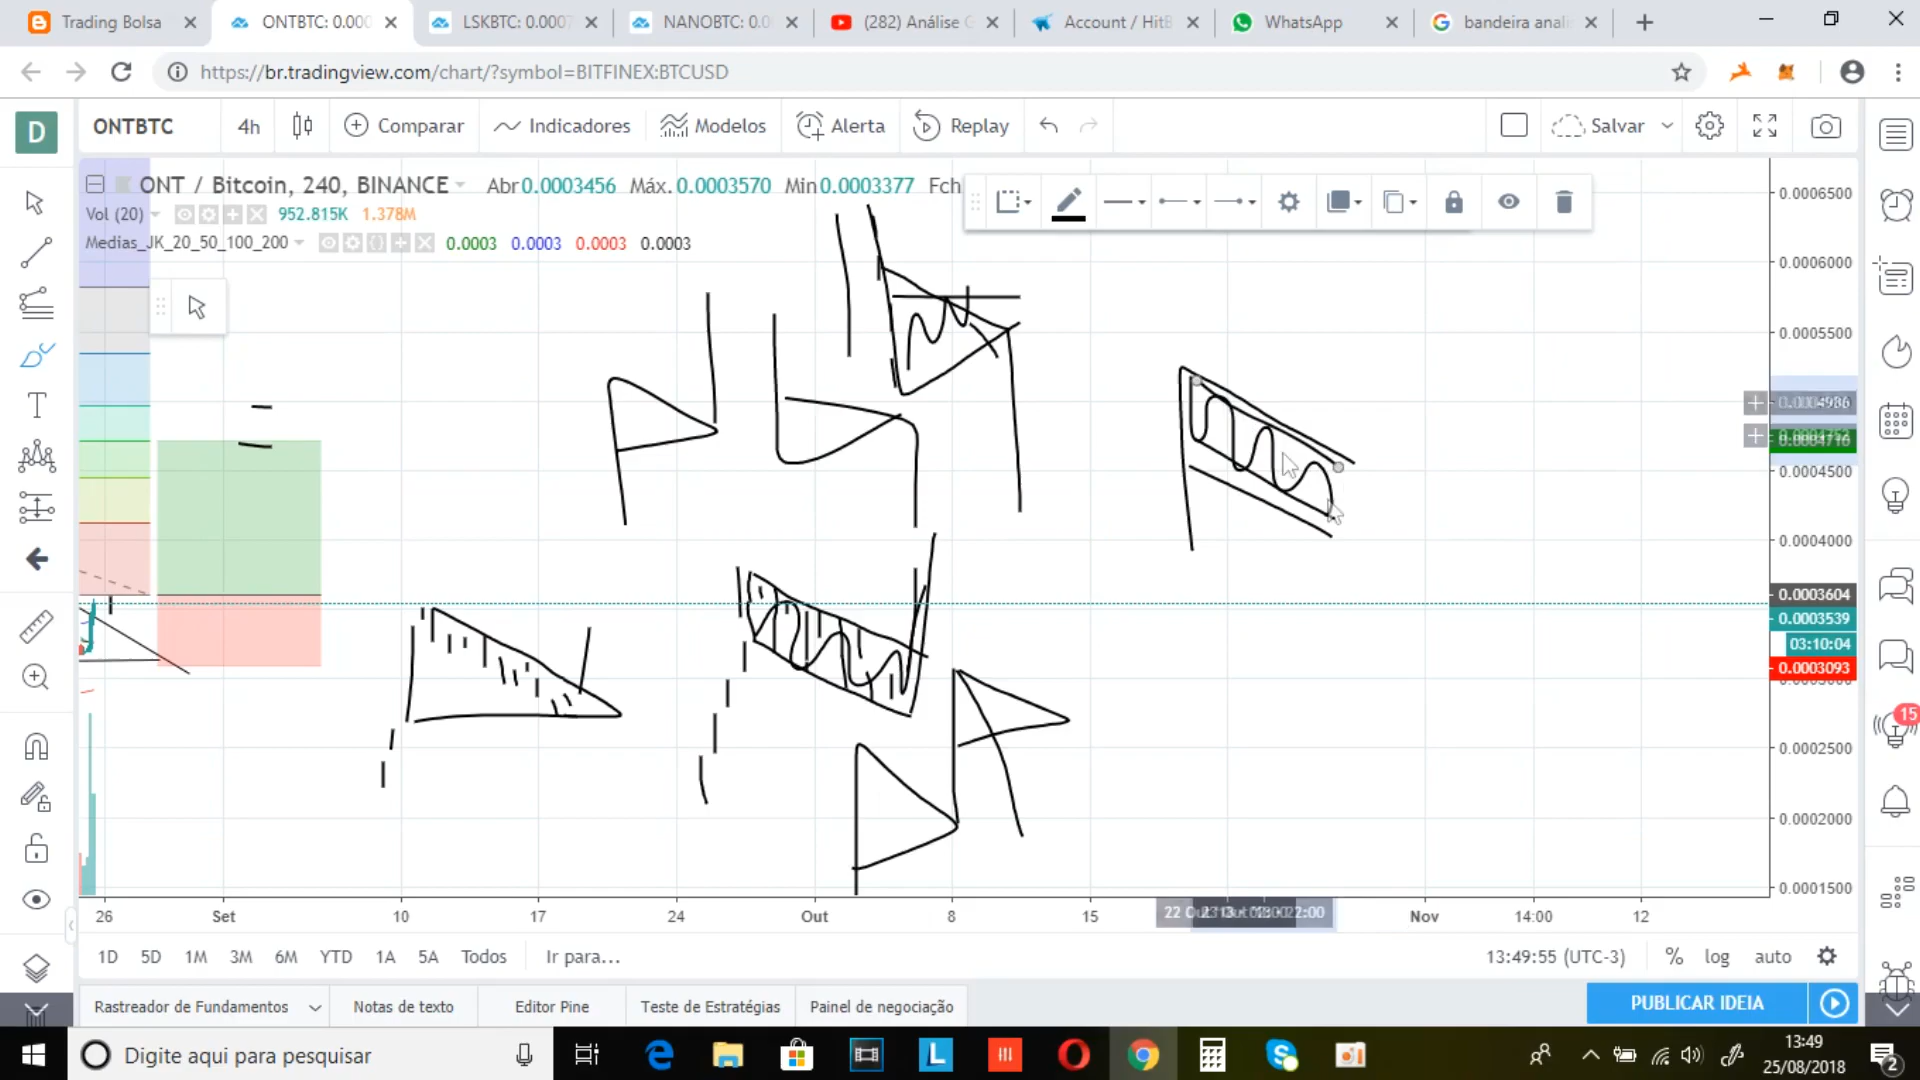 Trading Bolsa
ONTBTC: 0.000
LSKBTC: 0.000
NANOBTC: 0.0
(282) Análise
Account / HitB
WhatsApp
bandeira anali
https://br.tradingview.com/chart/?symbol=BITFINEX:BTCUSD
D
ONTBTC
4h
Comparar
Indicadores
Modelos
Alerta
Replay
Salvar
ONT / Bitcoin, 240, BINANCE
Abr0.0003456 Máx.0.0003570 Min0.0003377 Fch
Vol (20)
952.815K 1.378M
Medias_JK_20_50_100_200
0.0003 0.0003 0.0003 0.0003
0.0006500
0.0006000
0.0005500
0.0004500
0.0004000
0.0003604
0.0003539
03:10:04
0.0003093
0.0002500
0.0002000
0.0001500
15
26 Set 10 17 24 Out 8 15 Nov 14:00 12
1D 5D 1M 3M 6M YTD 1A 5A Todos Ir para...
13:49:55 (UTC-3) % log auto
Rastreador de Fundamentos
Notas de texto
Editor Pine
Teste de Estratégias
Painel de negociação
PUBLICAR IDEIA
Digite aqui para pesquisar
13:49
25/08/2018
2